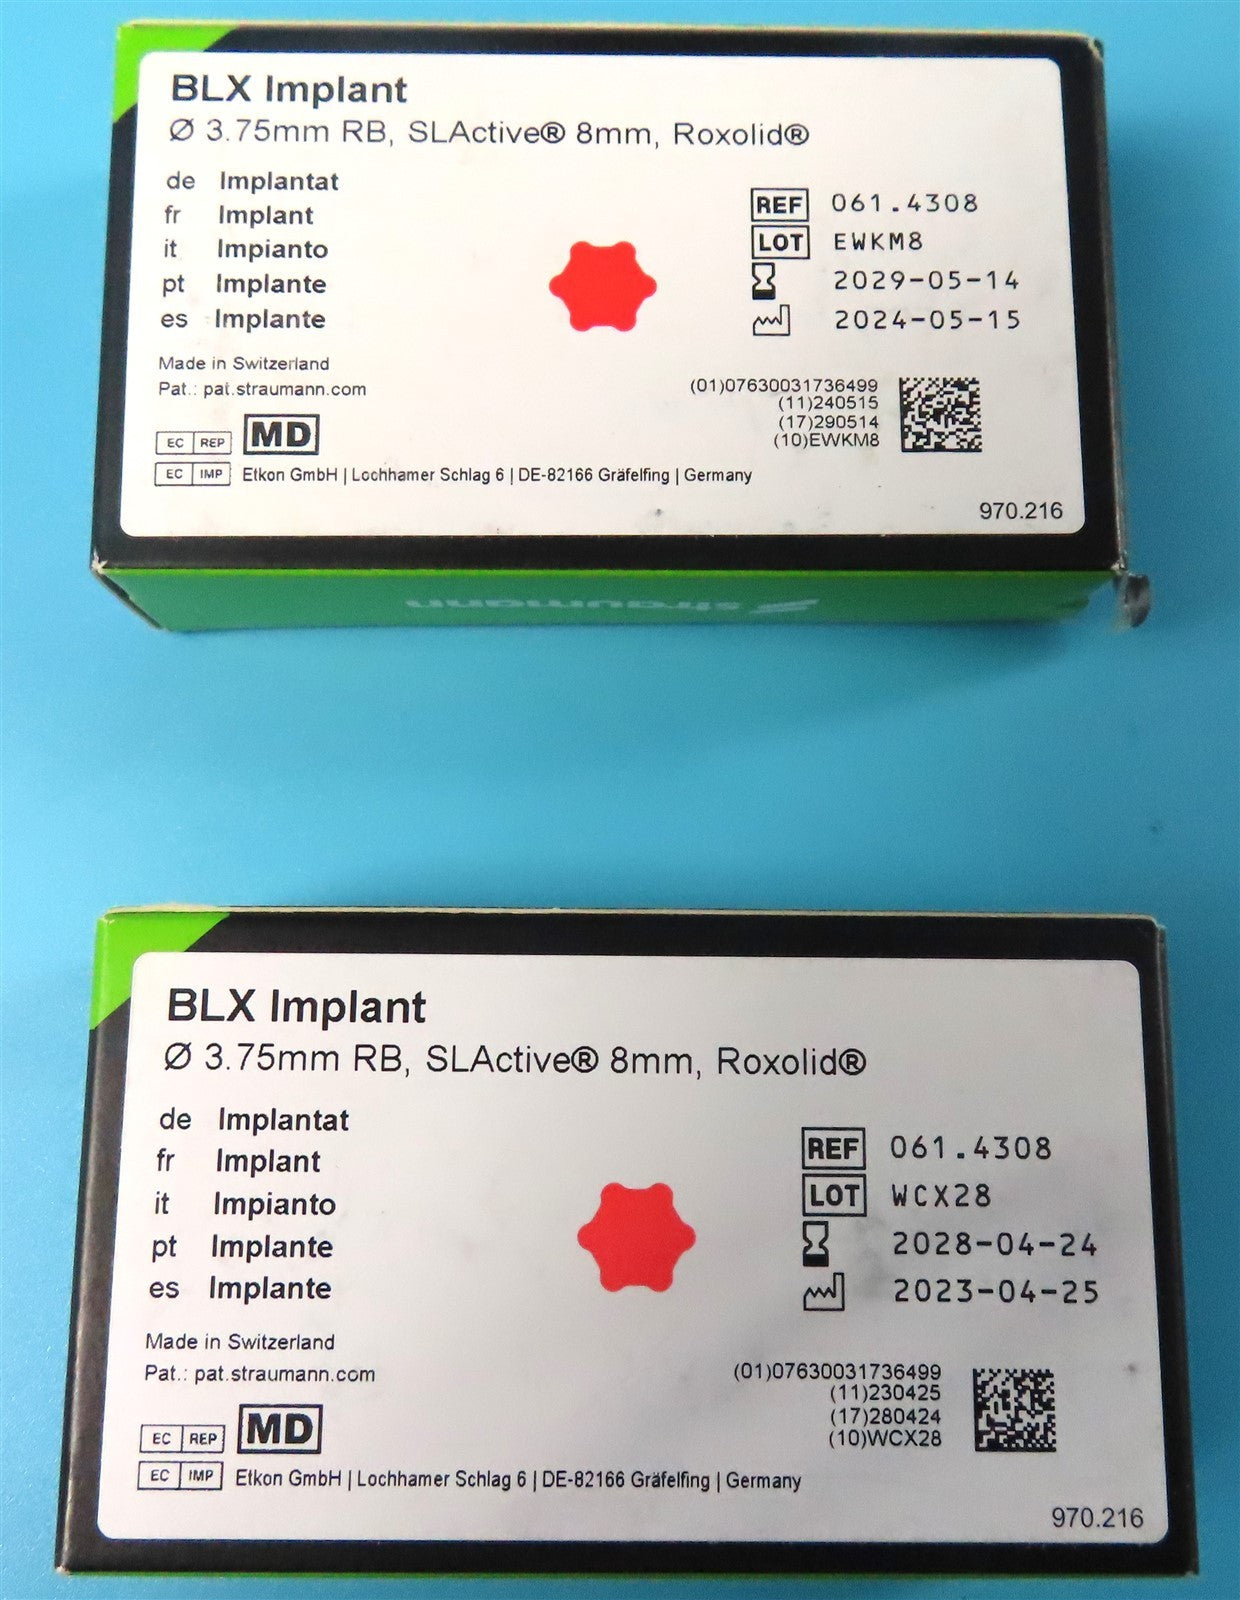 BLX Implant
Ø 3.75mm RB, SLActive® 8mm, Roxolid®
de Implantat
fr Implant
it Impianto
pt Implante
es Implante
REF 061.4308
LOT EWKM8
2029-05-14
2024-05-15
Made in Switzerland
Pat.: pat.straumann.com
(01)07630031736499
(11)240515
(17)290514
(10)EWKM8
EC REP MD
EC IMP Etkon GmbH | Lochhamer Schlag 6 | DE-82166 Gräfelfing | Germany
970.216
straumann
BLX Implant
Ø 3.75mm RB, SLActive® 8mm, Roxolid®
de Implantat
fr Implant
it Impianto
pt Implante
es Implante
REF 061.4308
LOT WCX28
2028-04-24
2023-04-25
Made in Switzerland
Pat.: pat.straumann.com
(01)07630031736499
(11)230425
(17)280424
(10)WCX28
EC REP MD
EC IMP Etkon GmbH | Lochhamer Schlag 6 | DE-82166 Gräfelfing | Germany
970.216